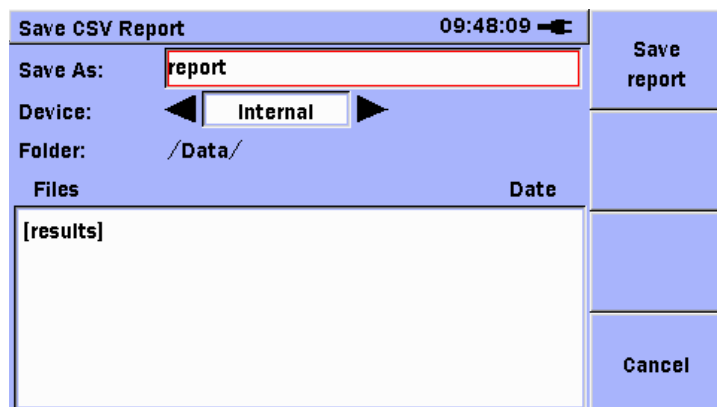 Save CSV Report 09:48:09
Save As: report
Device: Internal
Folder: /Data/
Files Date
[results]
Save
report
Cancel